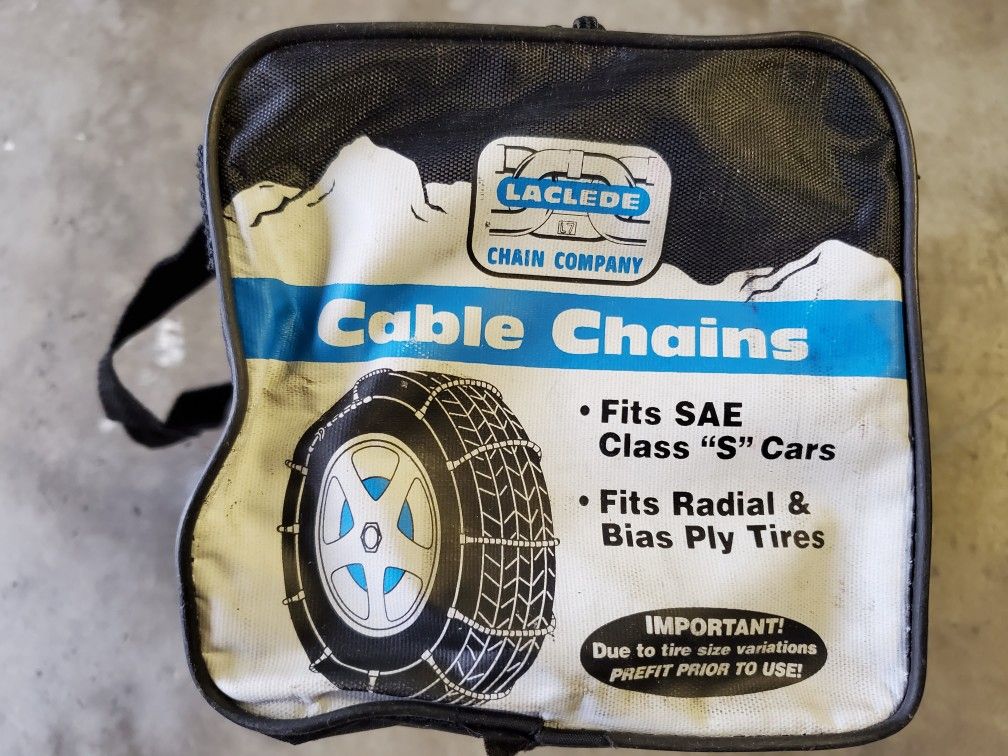 LACLEDE
L7
CHAIN COMPANY
Cable Chains
• Fits SAE
Class “S” Cars
• Fits Radial &
Bias Ply Tires
IMPORTANT!
Due to tire size variations
PREFIT PRIOR TO USE!